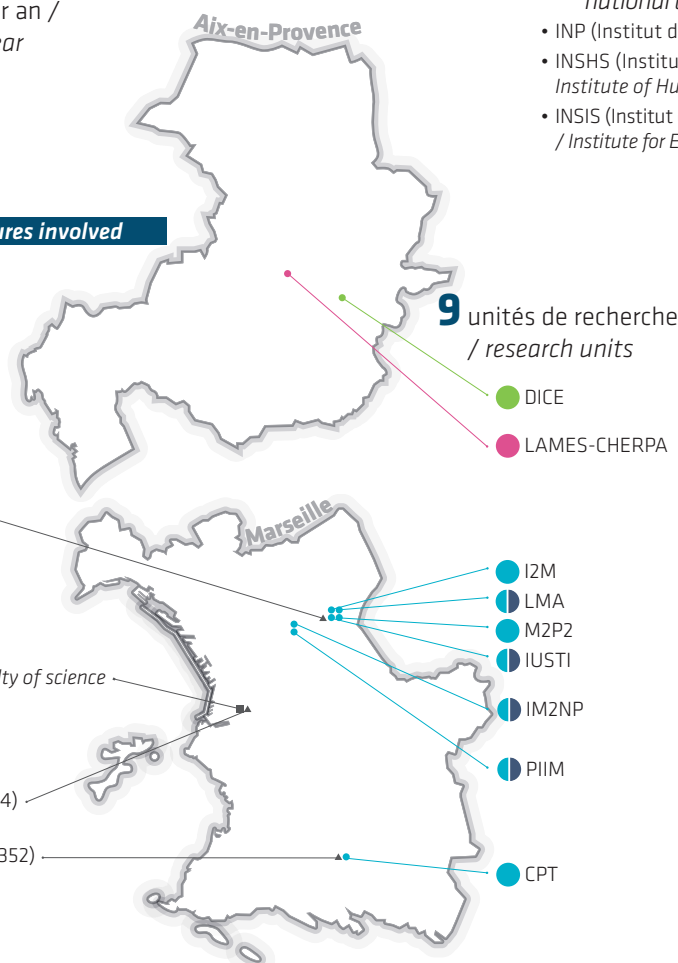 r an /
ear
national
• INP (Institut d
• INSHS (Institu
Institute of Hu
• INSIS (Institut
/ Institute for E
Aix-en-Provence
ures involved
9 unités de recherche
/ research units
DICE
LAMES-CHERPA
Marseille
I2M
LMA
M2P2
IUSTI
lty of science
IM2NP
PIIM
4)
352)
CPT